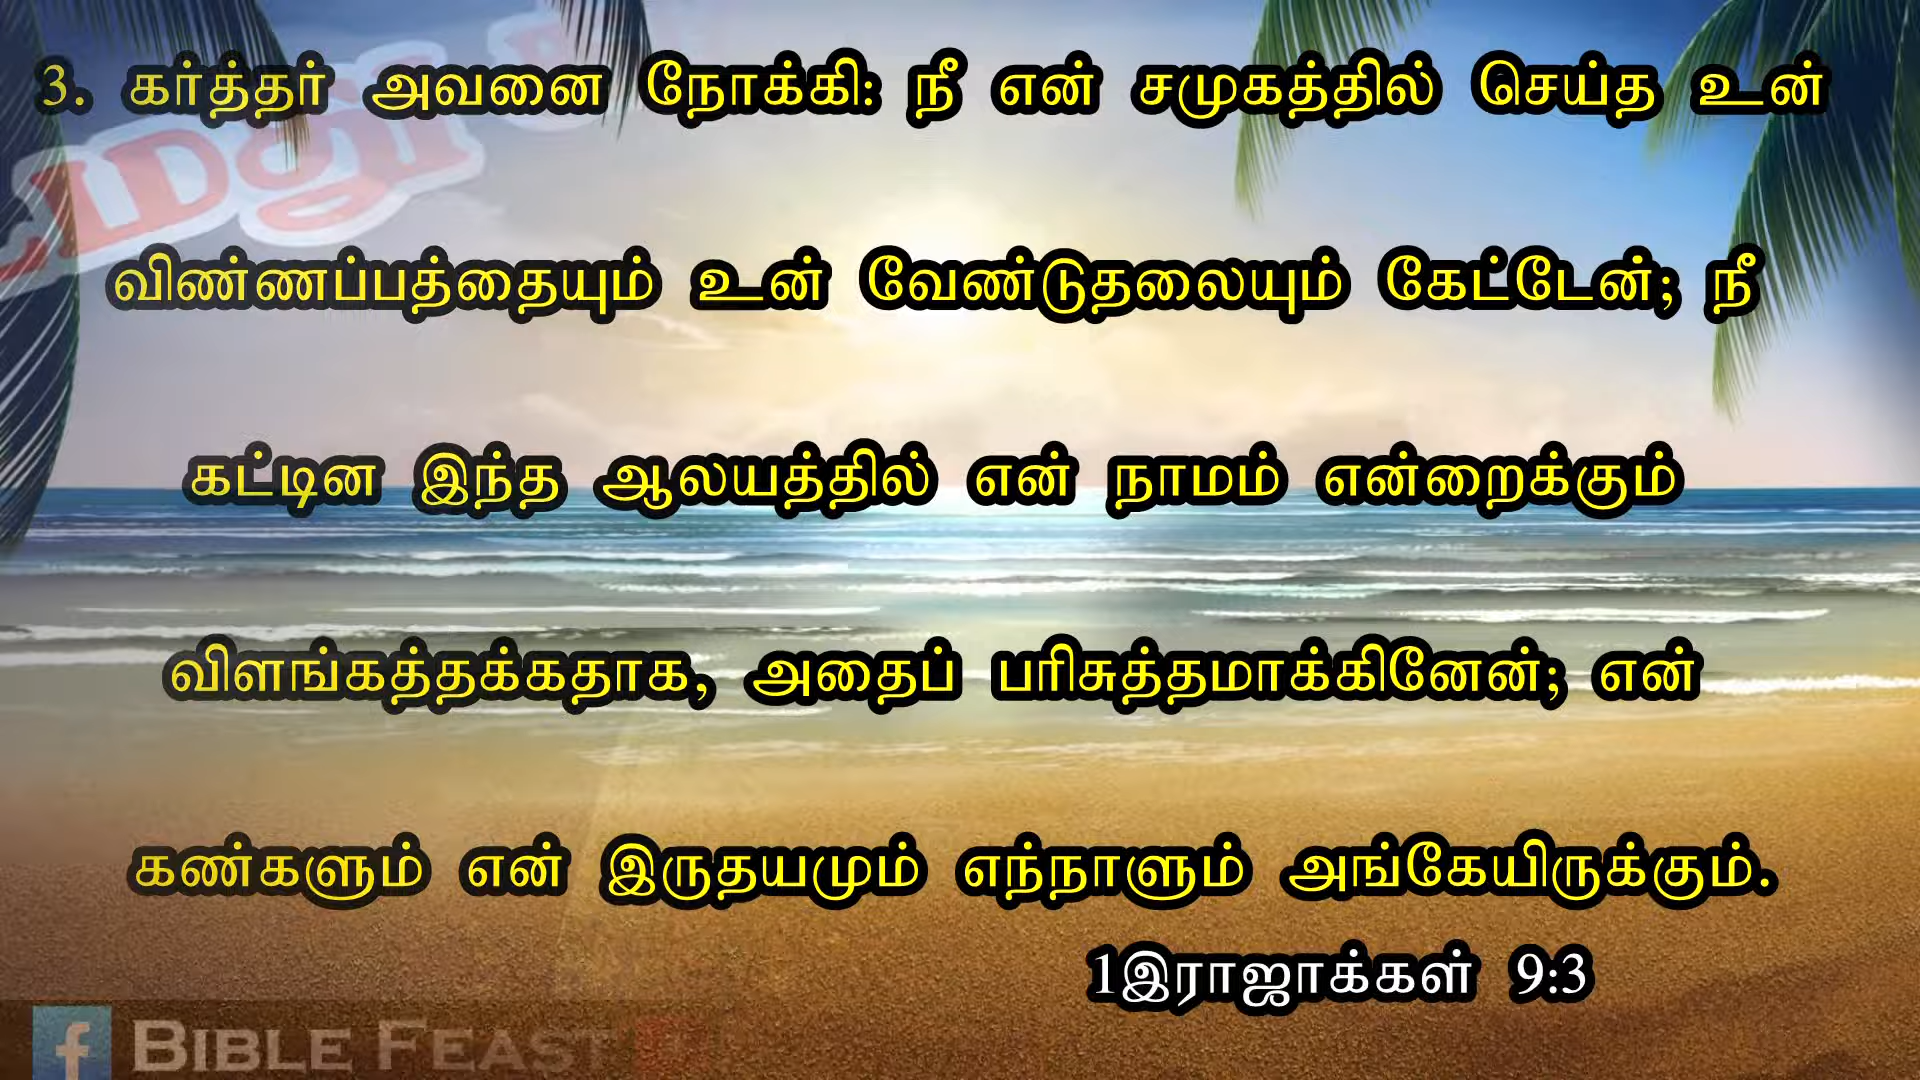 3. கர்த்தர் அவனை நோக்கி: நீ என் சமுகத்தில் செய்த உன்
விண்ணப்பத்தையும் உன் வேண்டுதலையும் கேட்டேன்; நீ
கட்டின இந்த ஆலயத்தில் என் நாமம் என்றைக்கும்
விளங்கத்தக்கதாக, அதைப் பரிசுத்தமாக்கினேன்; என்
கண்களும் என் இருதயமும் எந்நாளும் அங்கேயிருக்கும்.
1இராஜாக்கள் 9:3
BIBLE FEAST